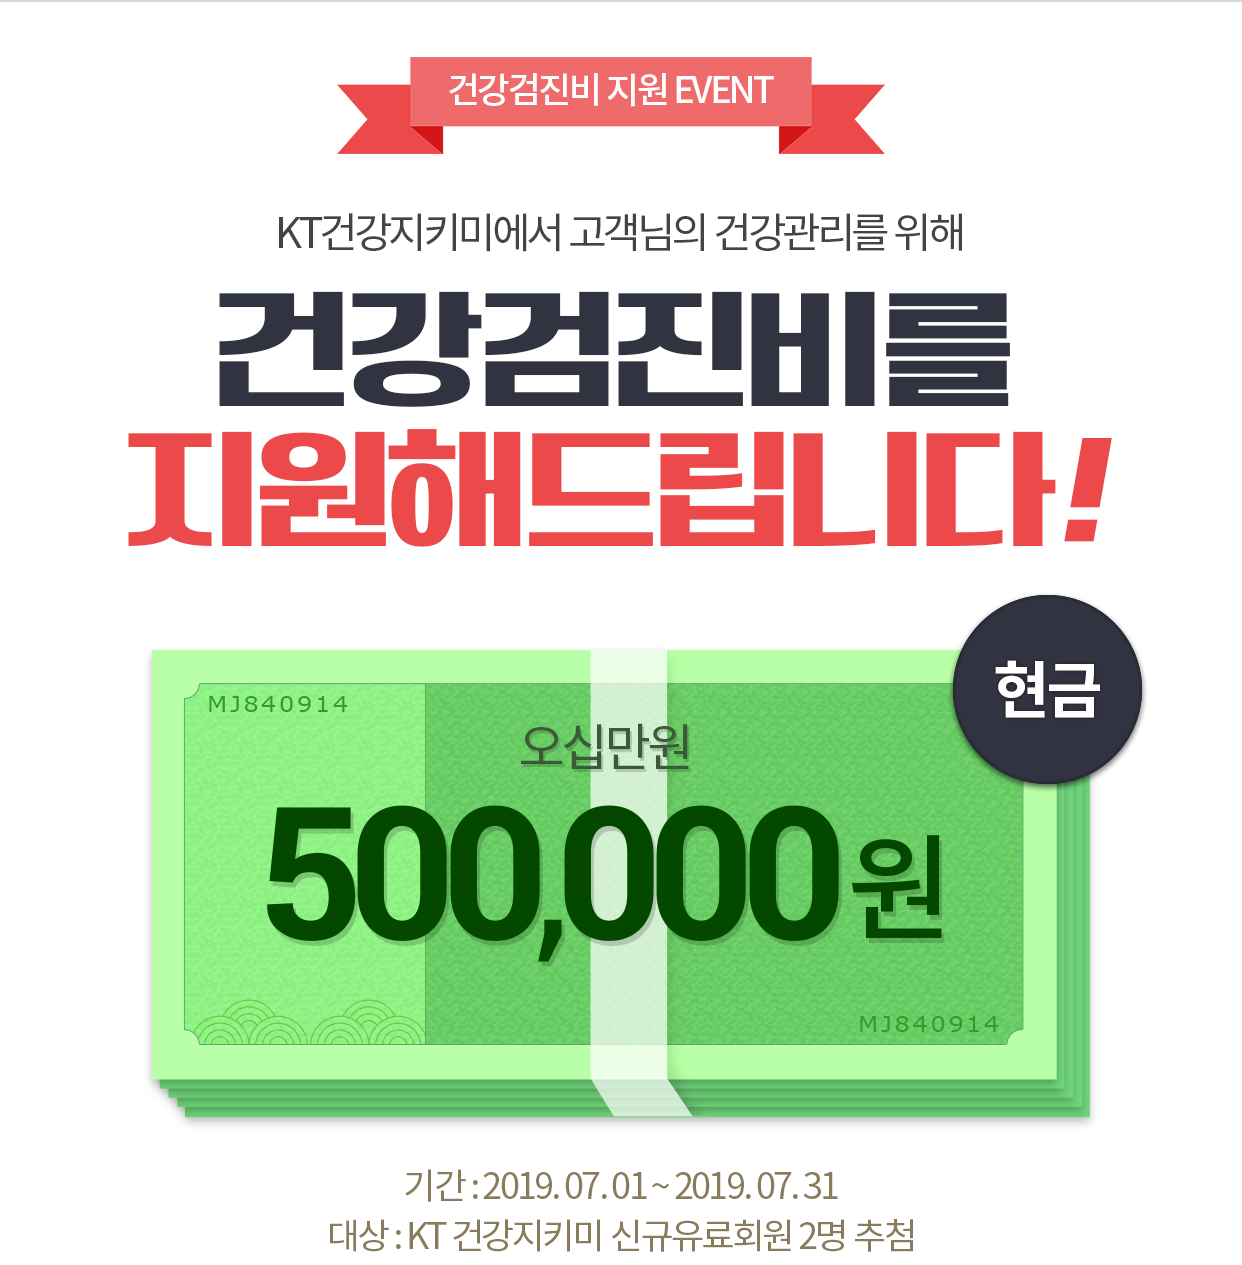 건강검진비 지원 EVENT
KT건강지키미에서 고객님의 건강관리를 위해
건강검진비를
지원해드립니다!
현금
MJ840914
오십만원
500,000원
MJ840914
기간 : 2019. 07. 01 ~ 2019. 07. 31
대상 : KT 건강지키미 신규유료회원 2명 추첨